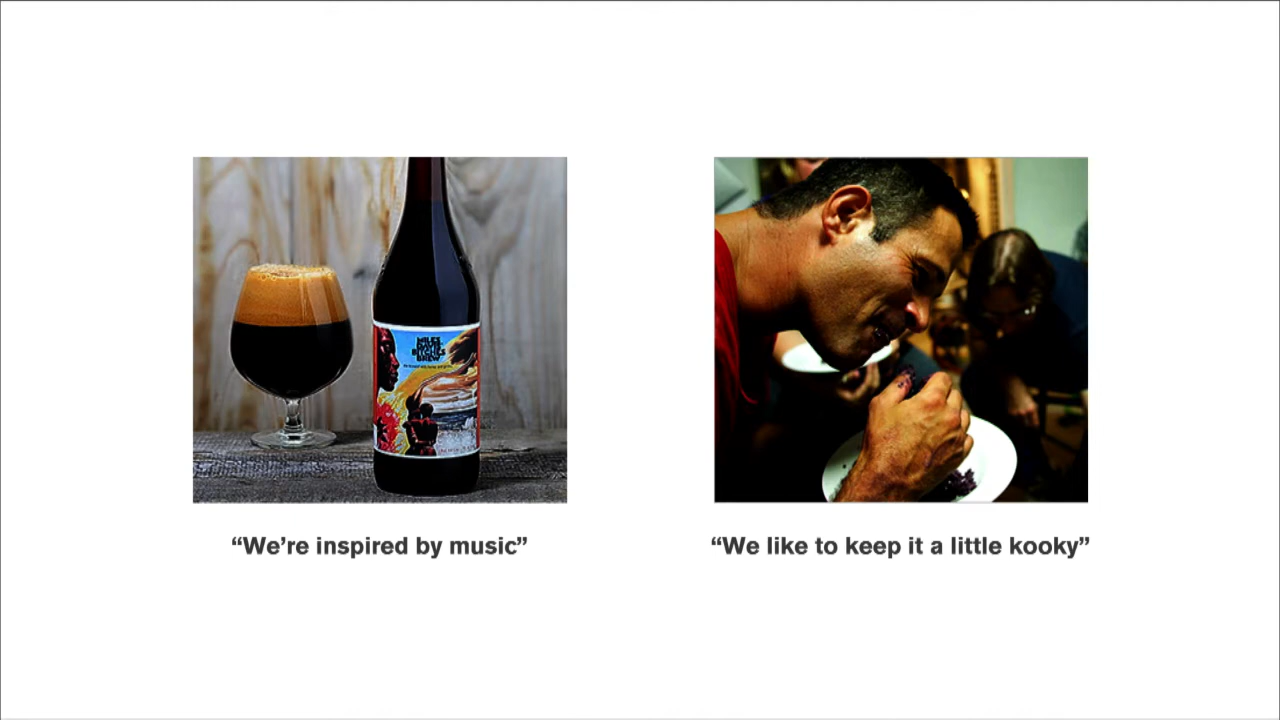 MILES
DAVIS
BITCHES
BREW
“We’re inspired by music”
“We like to keep it a little kooky”